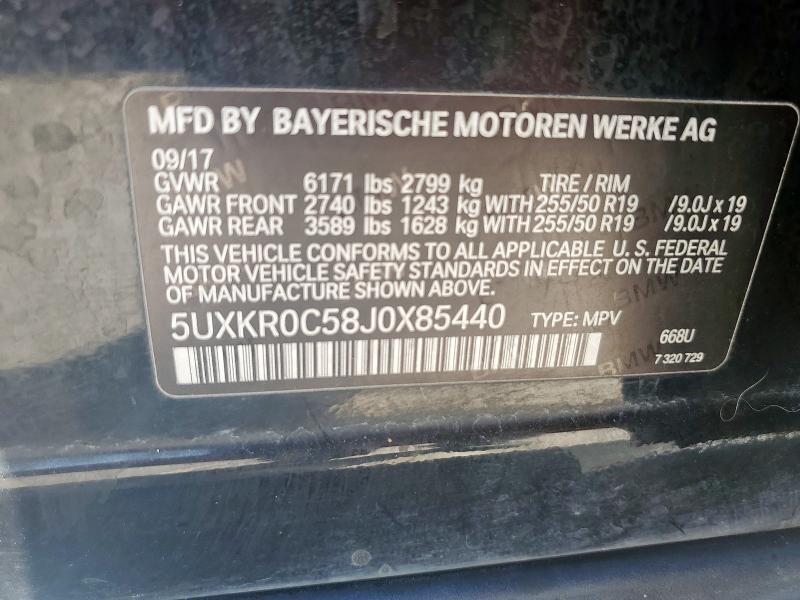 MFD BY BAYERISCHE MOTOREN WERKE AG
09/17
GVWR 6171 lbs 2799 kg TIRE / RIM
GAWR FRONT 2740 lbs 1243 kg WITH 255/50 R19 /9.0J x 19
GAWR REAR 3589 lbs 1628 kg WITH 255/50 R19 /9.0J x 19
THIS VEHICLE CONFORMS TO ALL APPLICABLE U. S. FEDERAL
MOTOR VEHICLE SAFETY STANDARDS IN EFFECT ON THE DATE
OF MANUFACTURE SHOWN ABOVE.
5UXKR0C58J0X85440 TYPE: MPV 668U
7 320 729